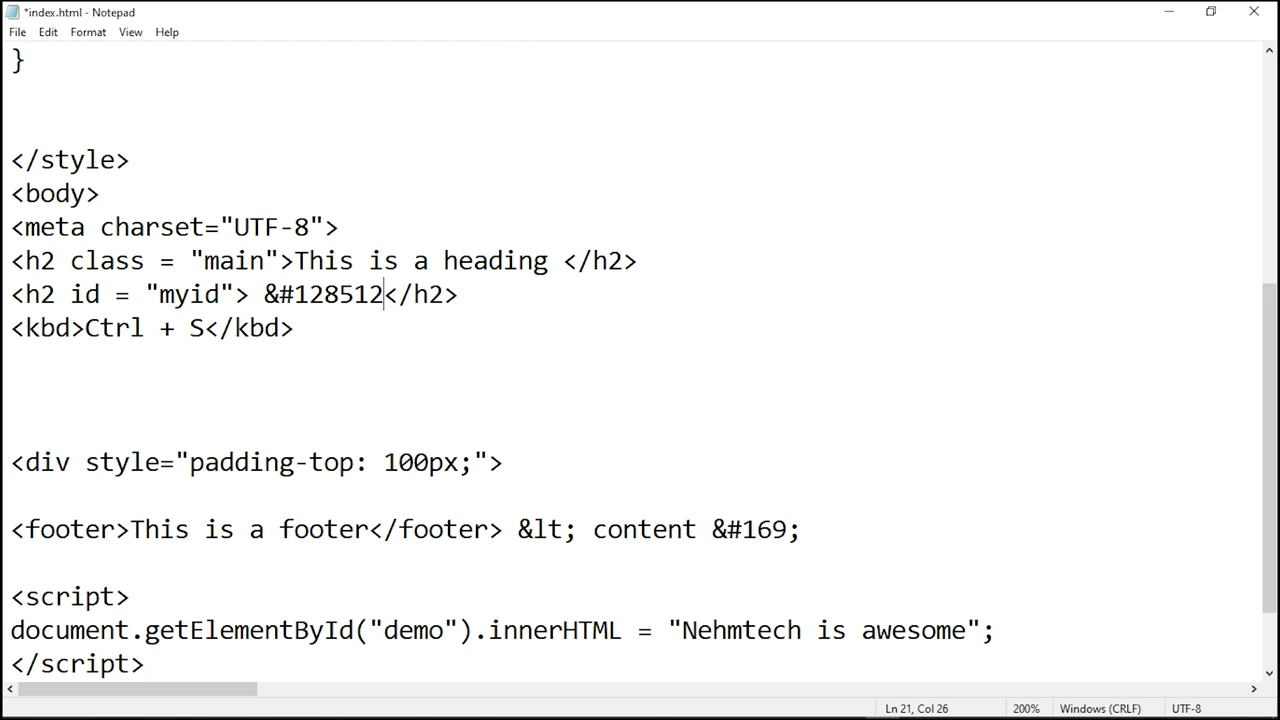 *index.html - Notepad
File Edit Format View Help
}
</style>
<body>
<meta charset="UTF-8">
<h2 class = "main">This is a heading </h2>
<h2 id = "myid"> &#128512</h2>
<kbd>Ctrl + S</kbd>
<div style="padding-top: 100px;">
<footer>This is a footer</footer> &lt; content &#169;
<script>
document.getElementById("demo").innerHTML = "Nehmtech is awesome";
</script>
Ln 21, Col 26 200% Windows (CRLF) UTF-8